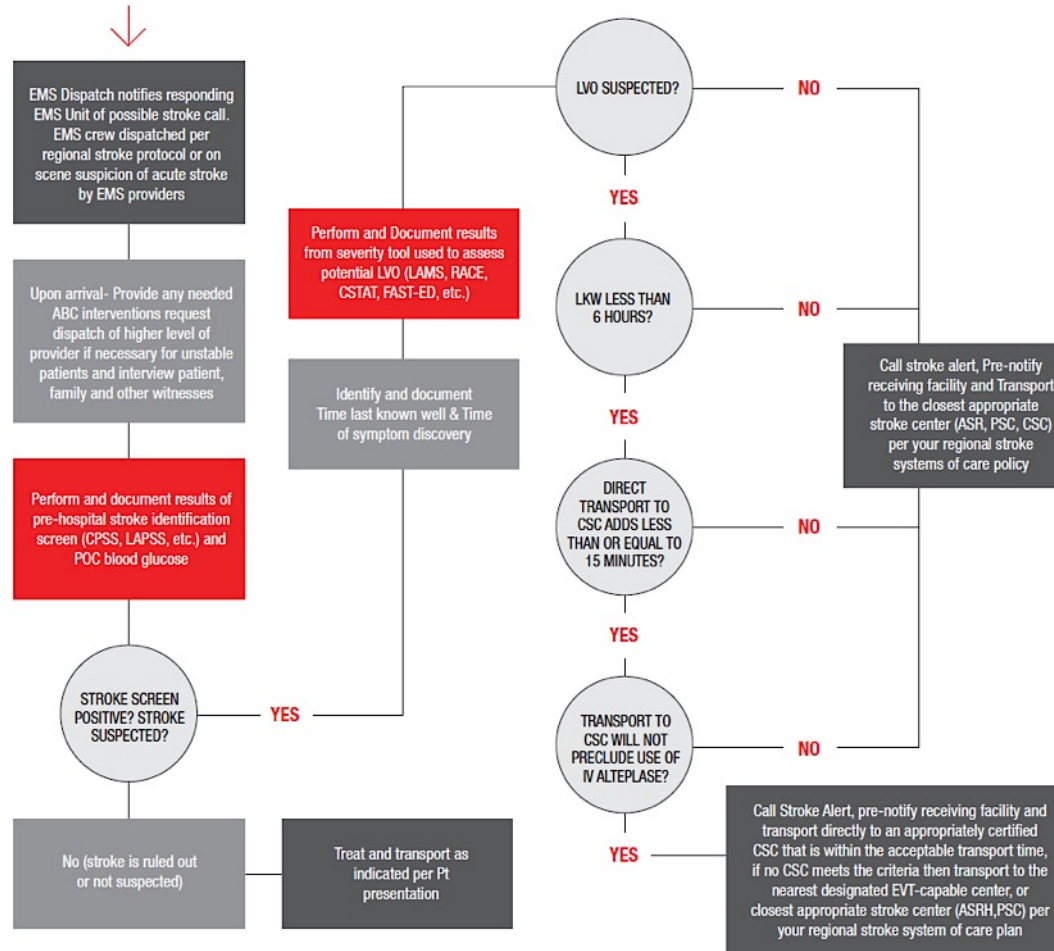 EMS Dispatch notifies responding
EMS Unit of possible stroke call.
EMS crew dispatched per
regional stroke protocol or on
scene suspicion of acute stroke
by EMS providers
Upon arrival- Provide any needed
ABC interventions request
dispatch of higher level of
provider if necessary for unstable
patients and interview patient,
family and other witnesses
Perform and document results of
pre-hospital stroke identification
screen (CPSS, LAPSS, etc.) and
POC blood glucose
STROKE SCREEN
POSITIVE? STROKE
SUSPECTED?
YES
No (stroke is ruled out
or not suspected)
Treat and transport as
indicated per Pt
presentation
Identify and document
Time last known well & Time
of symptom discovery
Perform and Document results
from severity tool used to assess
potential LVO (LAMS, RACE,
CSTAT, FAST-ED, etc.)
LVO SUSPECTED?
NO
YES
LKW LESS THAN
6 HOURS?
NO
YES
DIRECT
TRANSPORT TO
CSC ADDS LESS
THAN OR EQUAL TO
15 MINUTES?
NO
YES
TRANSPORT TO
CSC WILL NOT
PRECLUDE USE OF
IV ALTEPLASE?
NO
YES
Call stroke alert, Pre-notify
receiving facility and Transport
to the closest appropriate
stroke center (ASR, PSC, CSC)
per your regional stroke
systems of care policy
Call Stroke Alert, pre-notify receiving facility and
transport directly to an appropriately certified
CSC that is within the acceptable transport time,
if no CSC meets the criteria then transport to the
nearest designated EVT-capable center, or
closest appropriate stroke center (ASRH,PSC) per
your regional stroke system of care plan